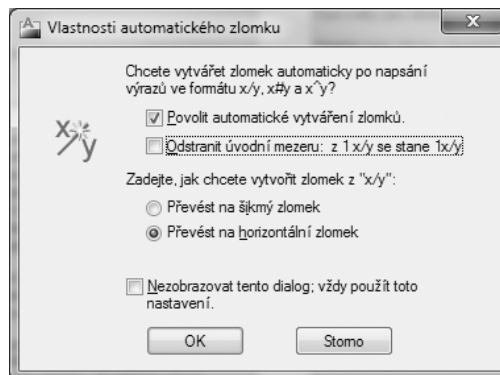 Vlastnosti automatického zlomku
Chcete vytvářet zlomek automaticky po napsání
výrazů ve formátu x/y, x#y a x^y?
Povolit automatické vytváření zlomků.
Odstranit úvodní mezeru: z 1 x/y se stane 1x/y
x/y
Zadejte, jak chcete vytvořit zlomek z "x/y":
Převést na šikmý zlomek
Převést na horizontální zlomek
Nezobrazovat tento dialog; vždy použít toto
nastavení.
OK
Storno